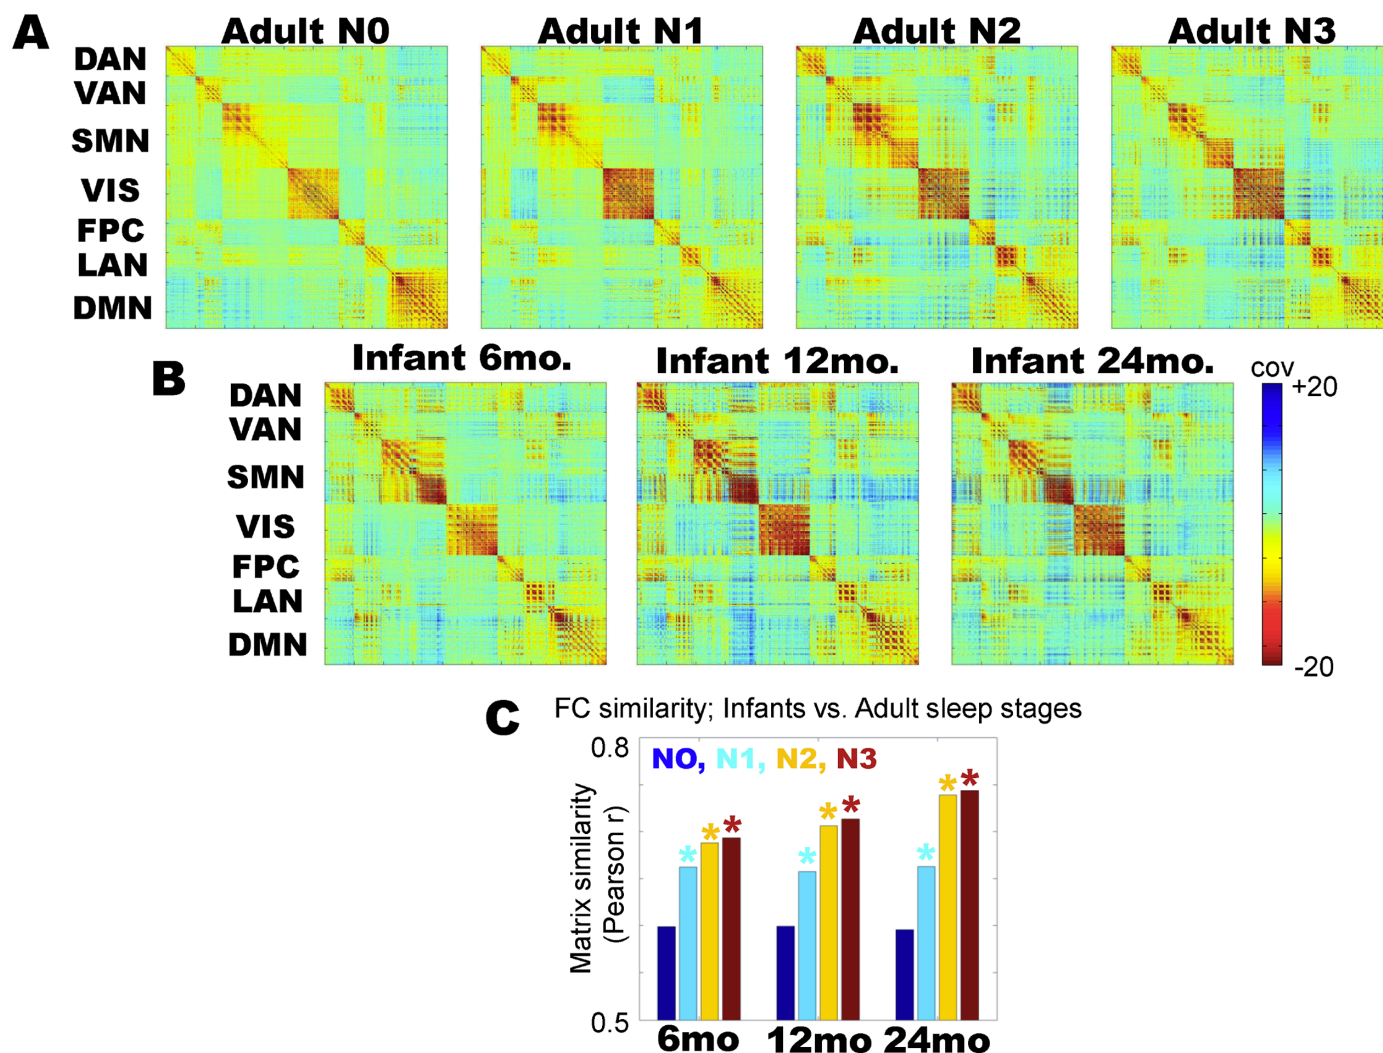 A
Adult N0
Adult N1
Adult N2
Adult N3
DAN
VAN
SMN
VIS
FPC
LAN
DMN
B
Infant 6mo.
Infant 12mo.
Infant 24mo.
DAN
VAN
SMN
VIS
FPC
LAN
DMN
cov
+20
-20
C
FC similarity; Infants vs. Adult sleep stages
Matrix similarity
(Pearson r)
0.8
0.5
NO, N1, N2, N3
* * *
* * *
* * *
6mo 12mo 24mo